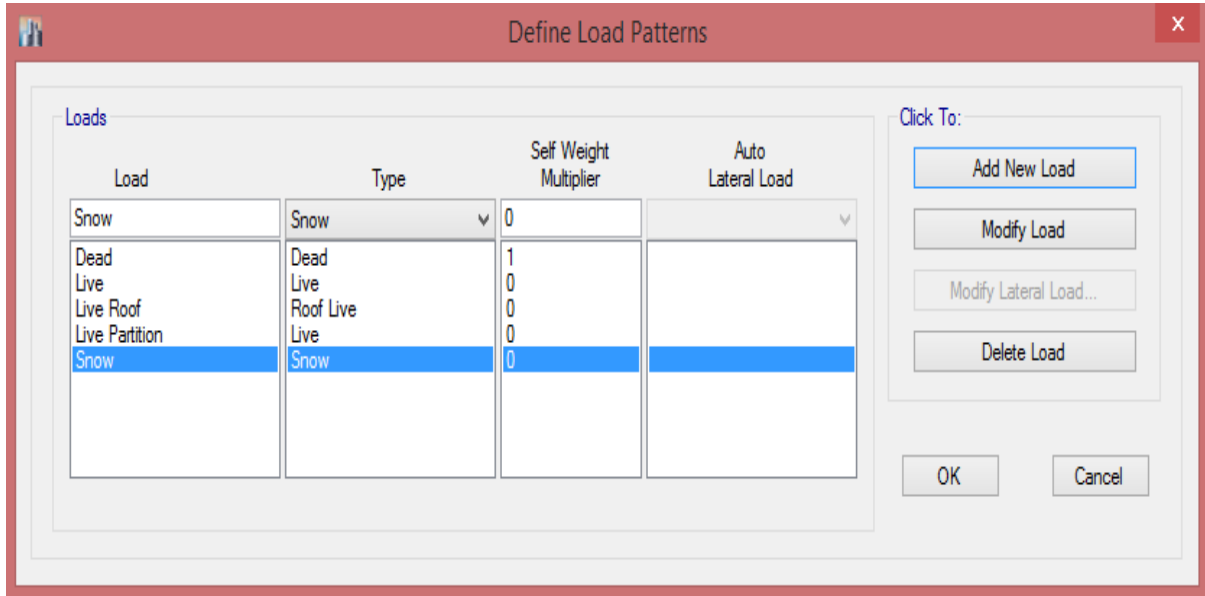 Define Load Patterns
X
Loads
Click To:
Load Type Self Weight Multiplier Auto Lateral Load
Snow Snow 0
Dead Dead 1
Live Live 0
Live Roof Roof Live 0
Live Partition Live 0
Snow Snow 0
Add New Load
Modify Load
Modify Lateral Load...
Delete Load
OK Cancel